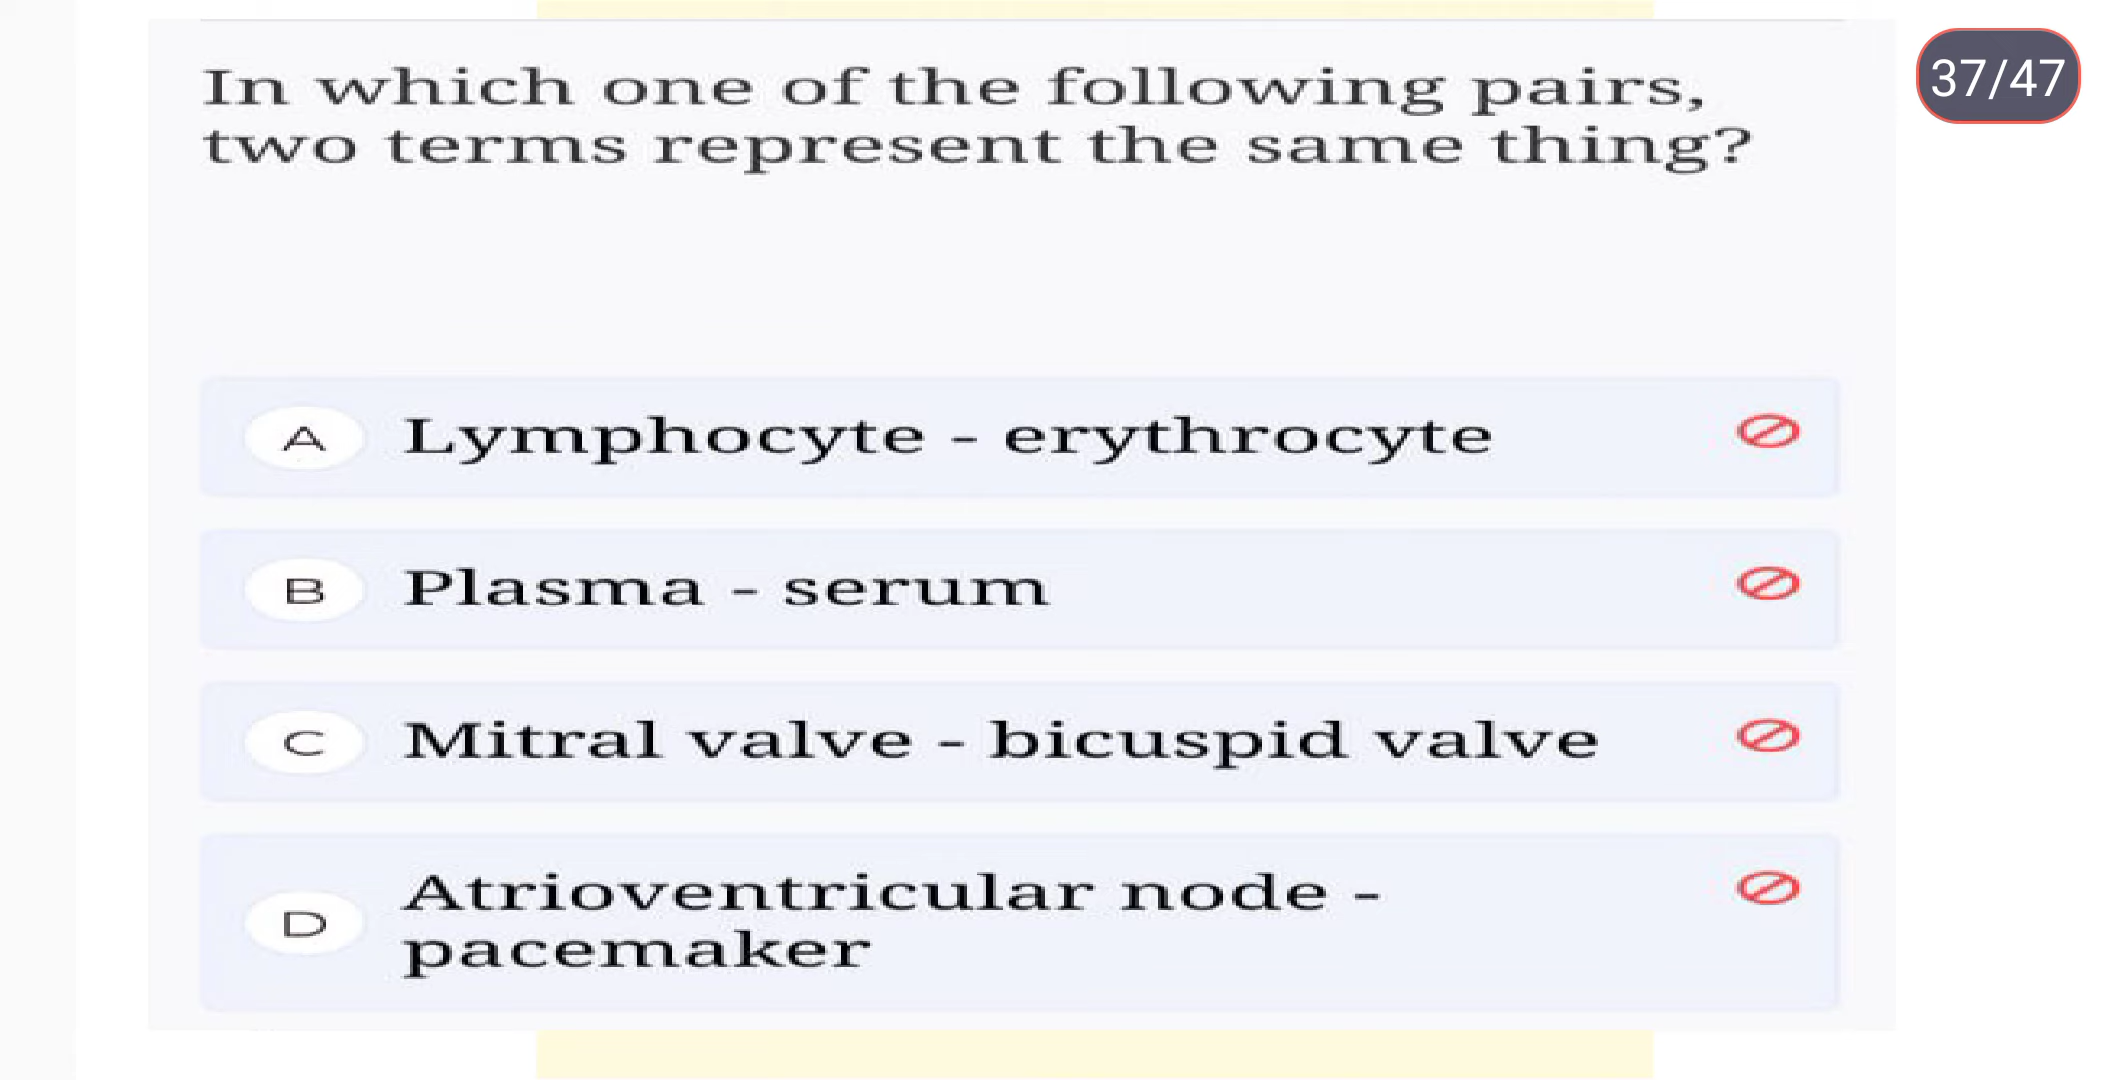 In which one of the following pairs,
two terms represent the same thing?
37/47
A Lymphocyte - erythrocyte
B Plasma - serum
C Mitral valve - bicuspid valve
D Atrioventricular node -
pacemaker